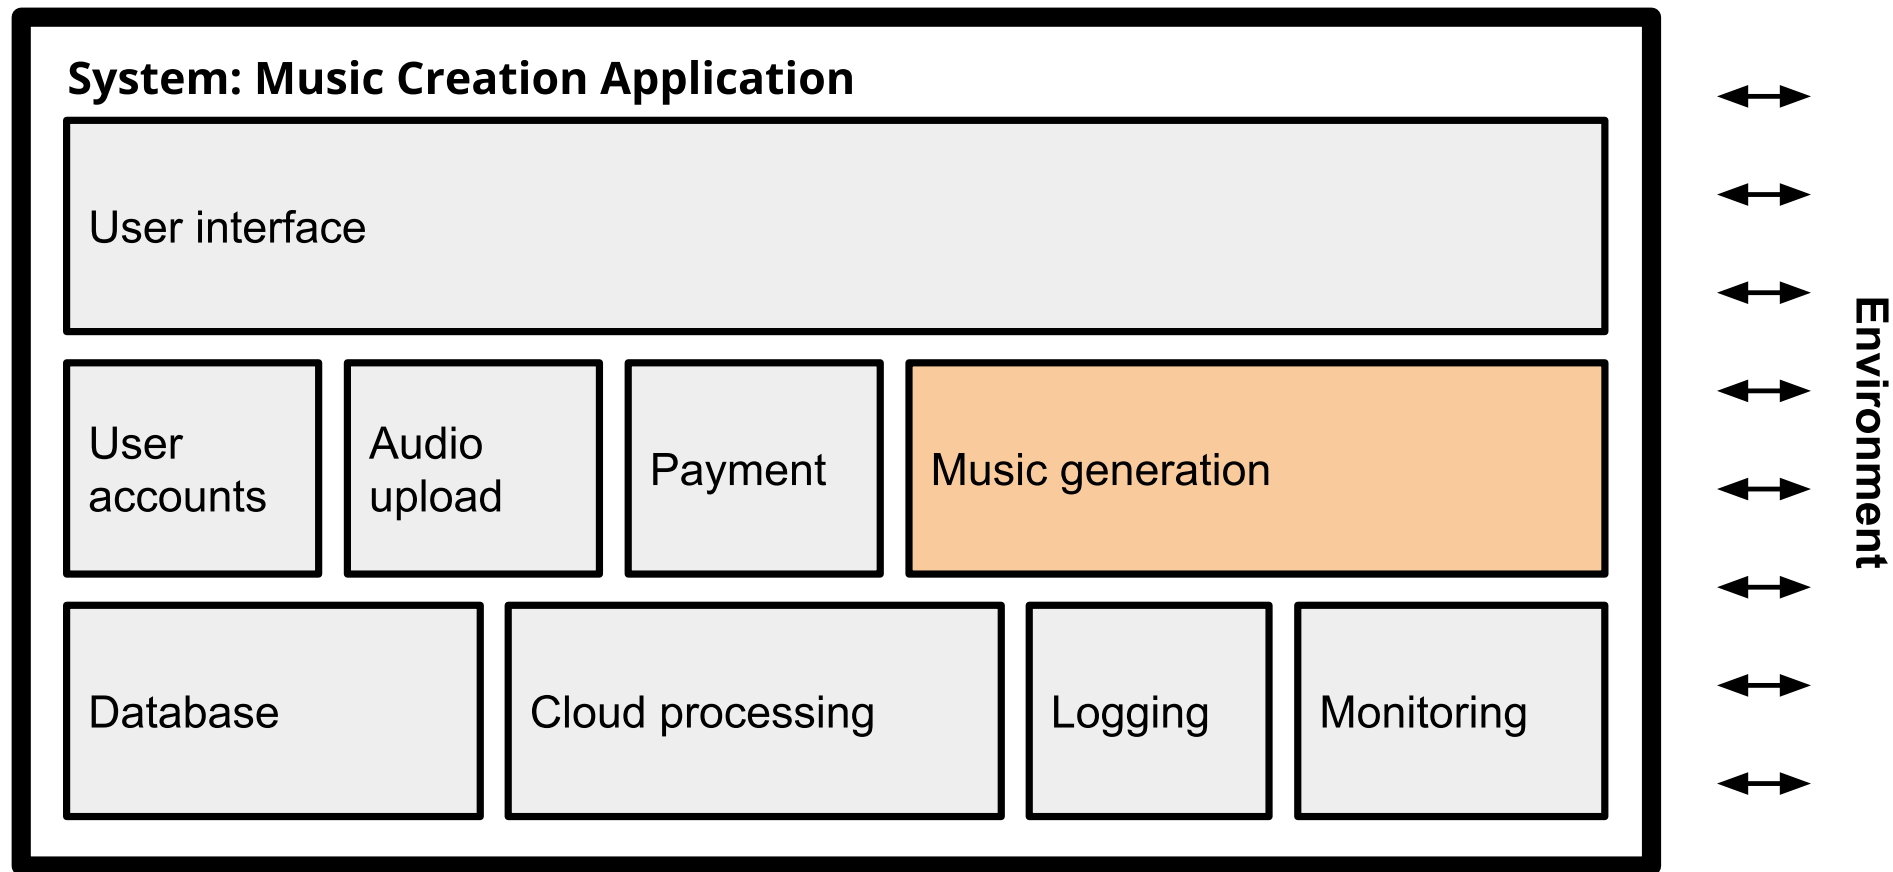 System: Music Creation Application
User interface
User
accounts
Audio
upload
Payment
Music generation
Database
Cloud processing
Logging
Monitoring
Environment